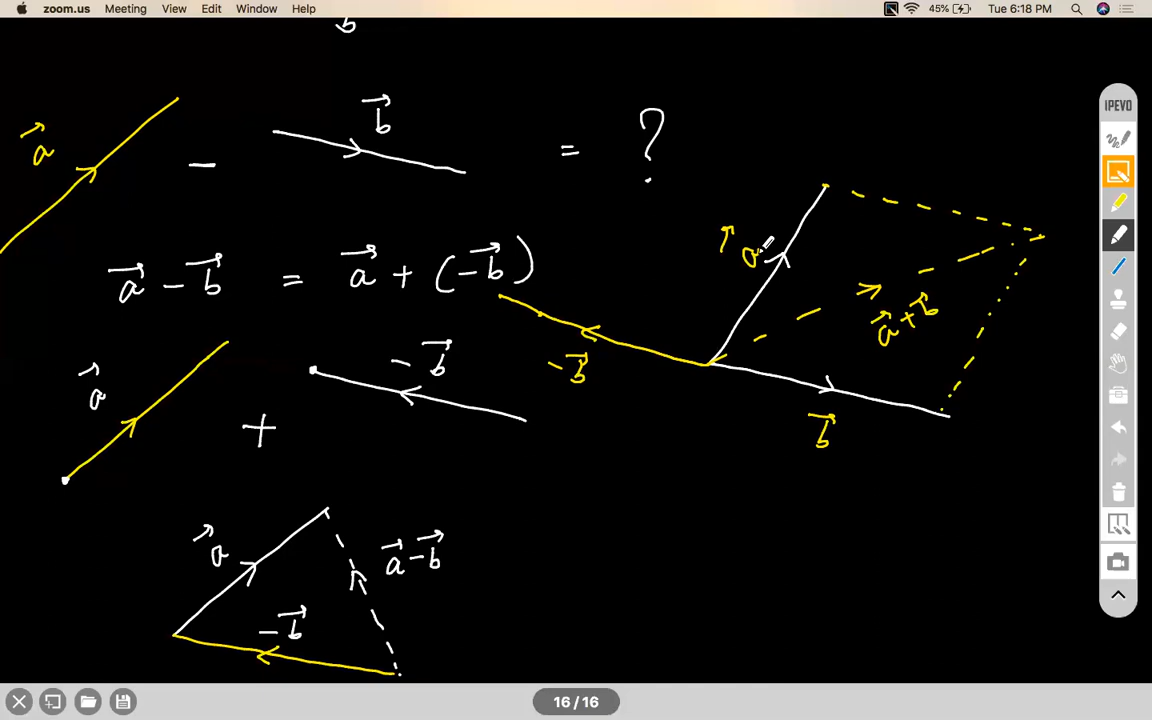 zoom.us Meeting View Edit Window Help 45% Tue 6:18 PM
b
a⃗ − b⃗ = ?
IPEVO
a⃗ − b⃗ = a⃗ + (−b⃗)
a⃗ + −b⃗
−b⃗
a⃗
a⃗ + b⃗
b⃗
a⃗
−b⃗
a⃗ − b⃗
16 / 16